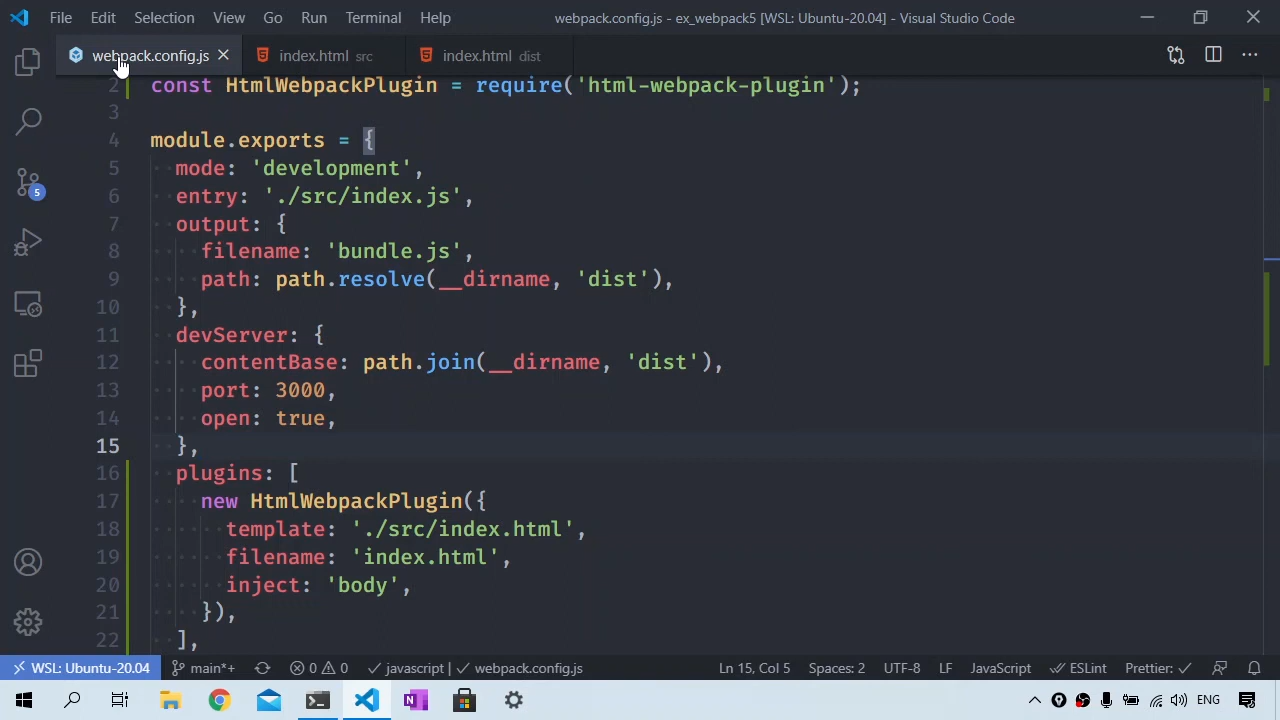 File Edit Selection View Go Run Terminal Help webpack.config.js - ex_webpack5 [WSL: Ubuntu-20.04] - Visual Studio Code
webpack.config.js index.html src index.html dist
2 const HtmlWebpackPlugin = require('html-webpack-plugin');
3
4 module.exports = {
5 mode: 'development',
6 entry: './src/index.js',
7 output: {
8 filename: 'bundle.js',
9 path: path.resolve(__dirname, 'dist'),
10 },
11 devServer: {
12 contentBase: path.join(__dirname, 'dist'),
13 port: 3000,
14 open: true,
15 },
16 plugins: [
17 new HtmlWebpackPlugin({
18 template: './src/index.html',
19 filename: 'index.html',
20 inject: 'body',
21 }),
22 ],
5
WSL: Ubuntu-20.04 main*+ 0 0 javascript | webpack.config.js Ln 15, Col 5 Spaces: 2 UTF-8 LF JavaScript ESLint Prettier:
ENG